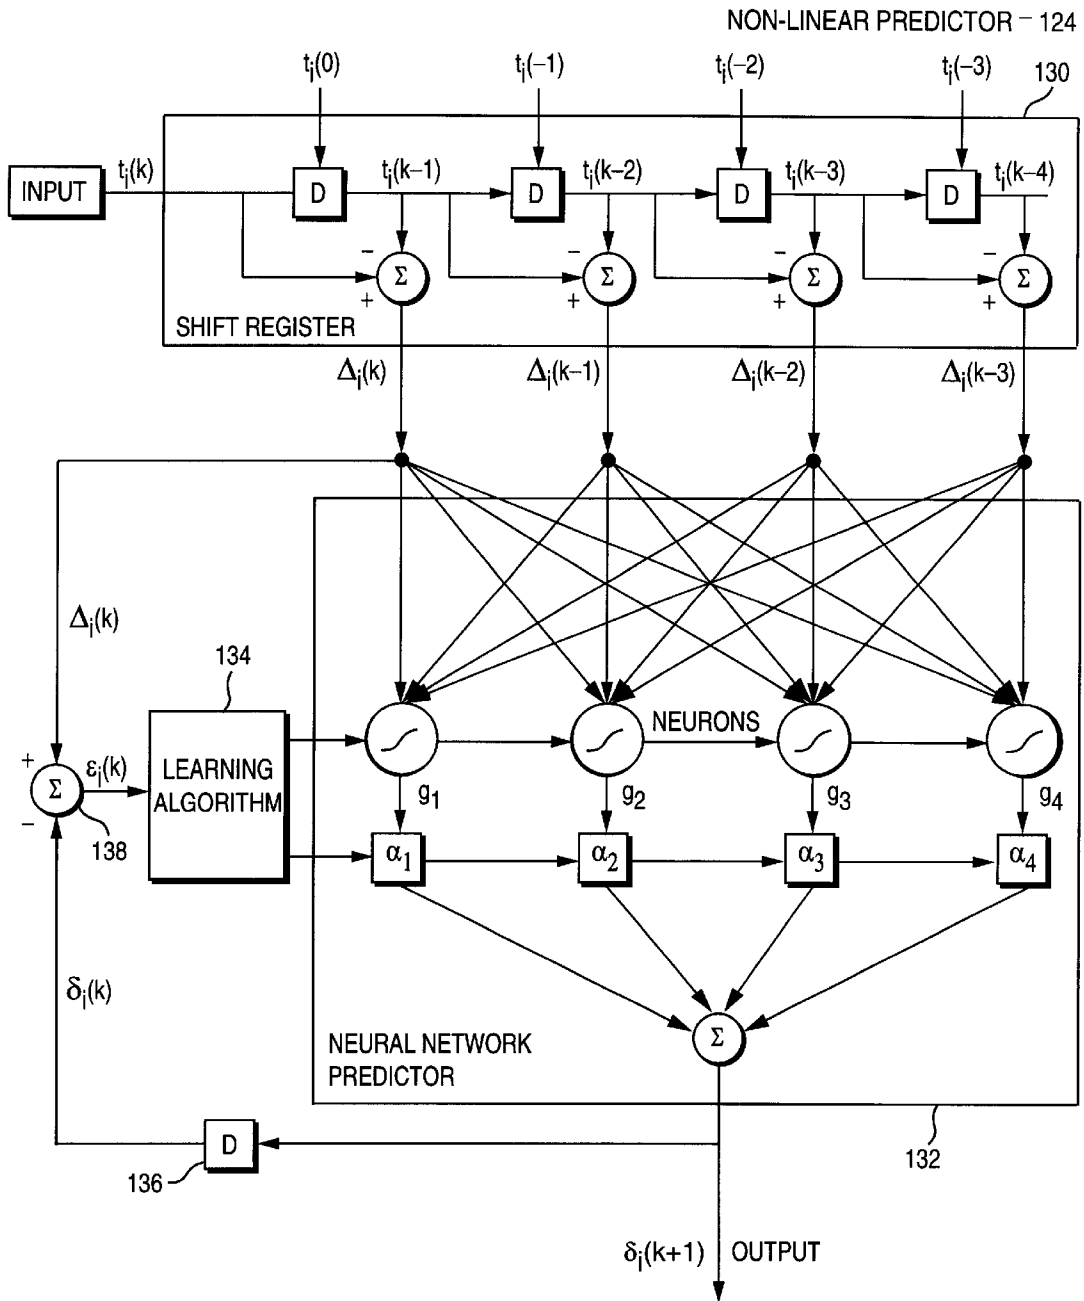 NON-LINEAR PREDICTOR – 124
tᵢ(0) tᵢ(–1) tᵢ(–2) tᵢ(–3)
130
INPUT tᵢ(k) D tᵢ(k–1) D tᵢ(k–2) D tᵢ(k–3) D tᵢ(k–4)
– – – –
Σ Σ Σ Σ
+ + + +
SHIFT REGISTER
Δᵢ(k) Δᵢ(k–1) Δᵢ(k–2) Δᵢ(k–3)
Δᵢ(k)
134
NEURONS
+ εᵢ(k)
LEARNING
ALGORITHM
Σ
–
138
g₁ g₂ g₃ g₄
α₁ α₂ α₃ α₄
δᵢ(k)
Σ
NEURAL NETWORK
PREDICTOR
D
136
132
δᵢ(k+1) OUTPUT